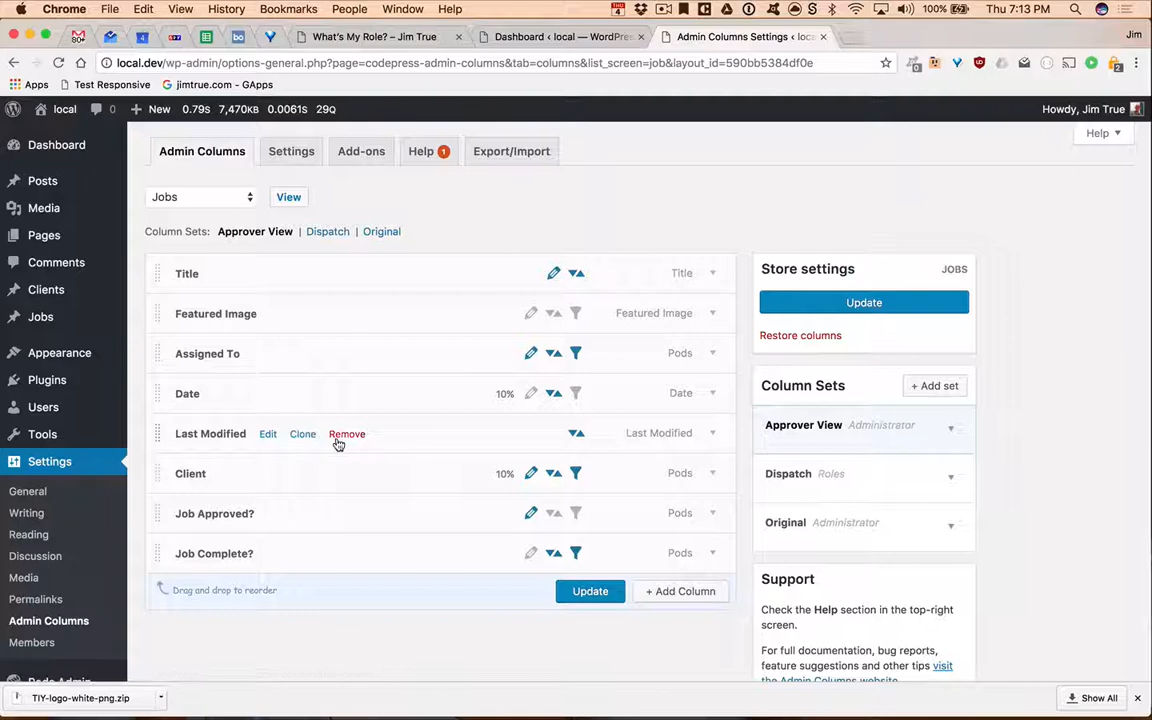 Chrome File Edit View History Bookmarks People Window Help 100% Thu 7:13 PM
What's My Role? – Jim True
Dashboard ‹ local — WordPres
Admin Columns Settings ‹ loca
Jim
local.dev/wp-admin/options-general.php?page=codepress-admin-columns&tab=columns&list_screen=job&layout_id=590bb5384df0e
Apps Test Responsive jimtrue.com - GApps
local 0 New 0.79s 7,470KB 0.0061s 29Q Howdy, Jim True
Dashboard
Posts
Media
Pages
Comments
Clients
Jobs
Appearance
Plugins
Users
Tools
Settings
General
Writing
Reading
Discussion
Media
Permalinks
Admin Columns
Members
Pods Admin
Help
Admin Columns Settings Add-ons Help 1 Export/Import
Jobs View
Column Sets: Approver View | Dispatch | Original
Title Title
Featured Image Featured Image
Assigned To Pods
Date 10% Date
Last Modified Edit Clone Remove Last Modified
Client 10% Pods
Job Approved? Pods
Job Complete? Pods
Drag and drop to reorder Update + Add Column
Store settings JOBS
Update
Restore columns
Column Sets + Add set
Approver View Administrator
Dispatch Roles
Original Administrator
Support
Check the Help section in the top-right
screen.
For full documentation, bug reports,
feature suggestions and other tips visit
the Admin Columns website
TIY-logo-white-png.zip Show All